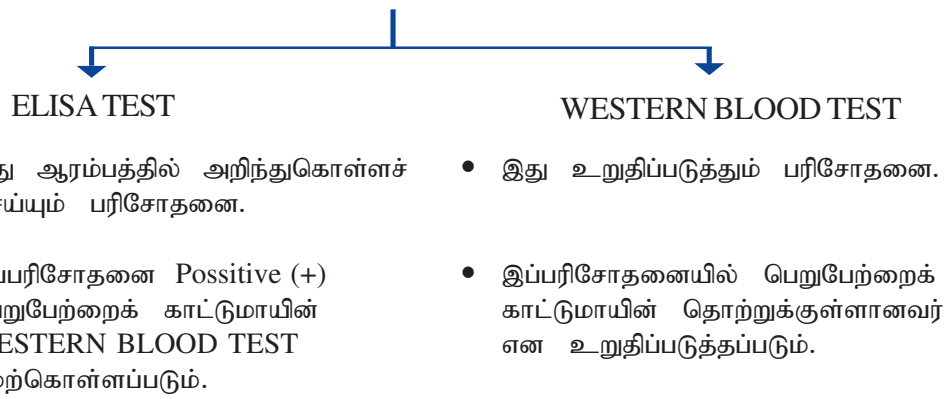 ELISA TEST
ஆரம்பத்தில் அறிந்துகொள்ளச்
பரிசோதனை.
Possitive (+)
காட்டுமாயின்
WESTERN BLOOD TEST
WESTERN BLOOD TEST
• இது உறுதிப்படுத்தும் பரிசோதனை.
• இப்பரிசோதனையில் பெறுபேற்றைக்
காட்டுமாயின் தொற்றுக்குள்ளானவர்
என உறுதிப்படுத்தப்படும்.